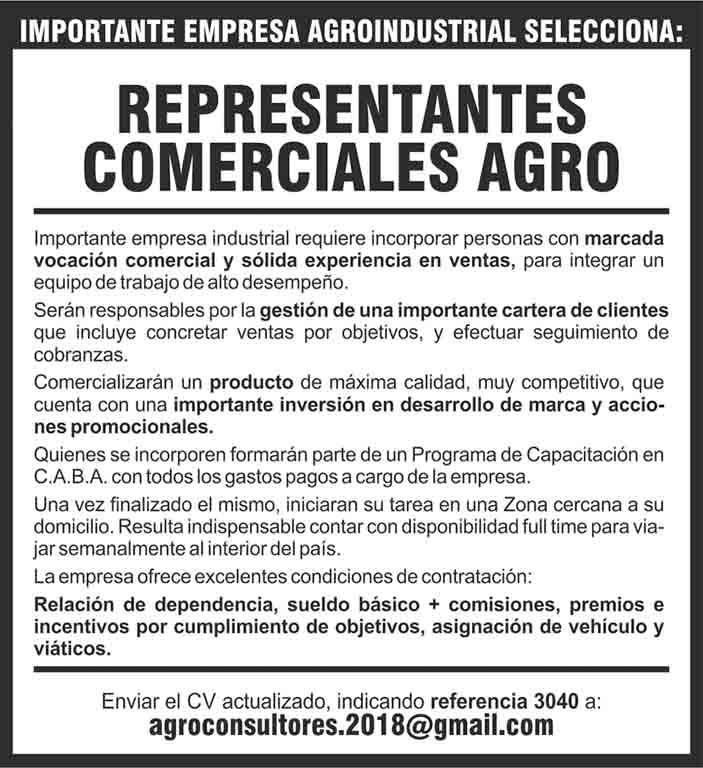 IMPORTANTE EMPRESA AGROINDUSTRIAL SELECCIONA:
REPRESENTANTES
COMERCIALES AGRO
Importante empresa industrial requiere incorporar personas con marcada
vocación comercial y sólida experiencia en ventas, para integrar un
equipo de trabajo de alto desempeño.
Serán responsables por la gestión de una importante cartera de clientes
que incluye concretar ventas por objetivos, y efectuar seguimiento de
cobranzas.
Comercializarán un producto de máxima calidad, muy competitivo, que
cuenta con una importante inversión en desarrollo de marca y accio-
nes promocionales.
Quienes se incorporen formarán parte de un Programa de Capacitación en
C.A.B.A. con todos los gastos pagos a cargo de la empresa.
Una vez finalizado el mismo, iniciaran su tarea en una Zona cercana a su
domicilio. Resulta indispensable contar con disponibilidad full time para via-
jar semanalmente al interior del país.
La empresa ofrece excelentes condiciones de contratación:
Relación de dependencia, sueldo básico + comisiones, premios e
incentivos por cumplimiento de objetivos, asignación de vehículo y
viáticos.
Enviar el CV actualizado, indicando referencia 3040 a:
agroconsultores.2018@gmail.com